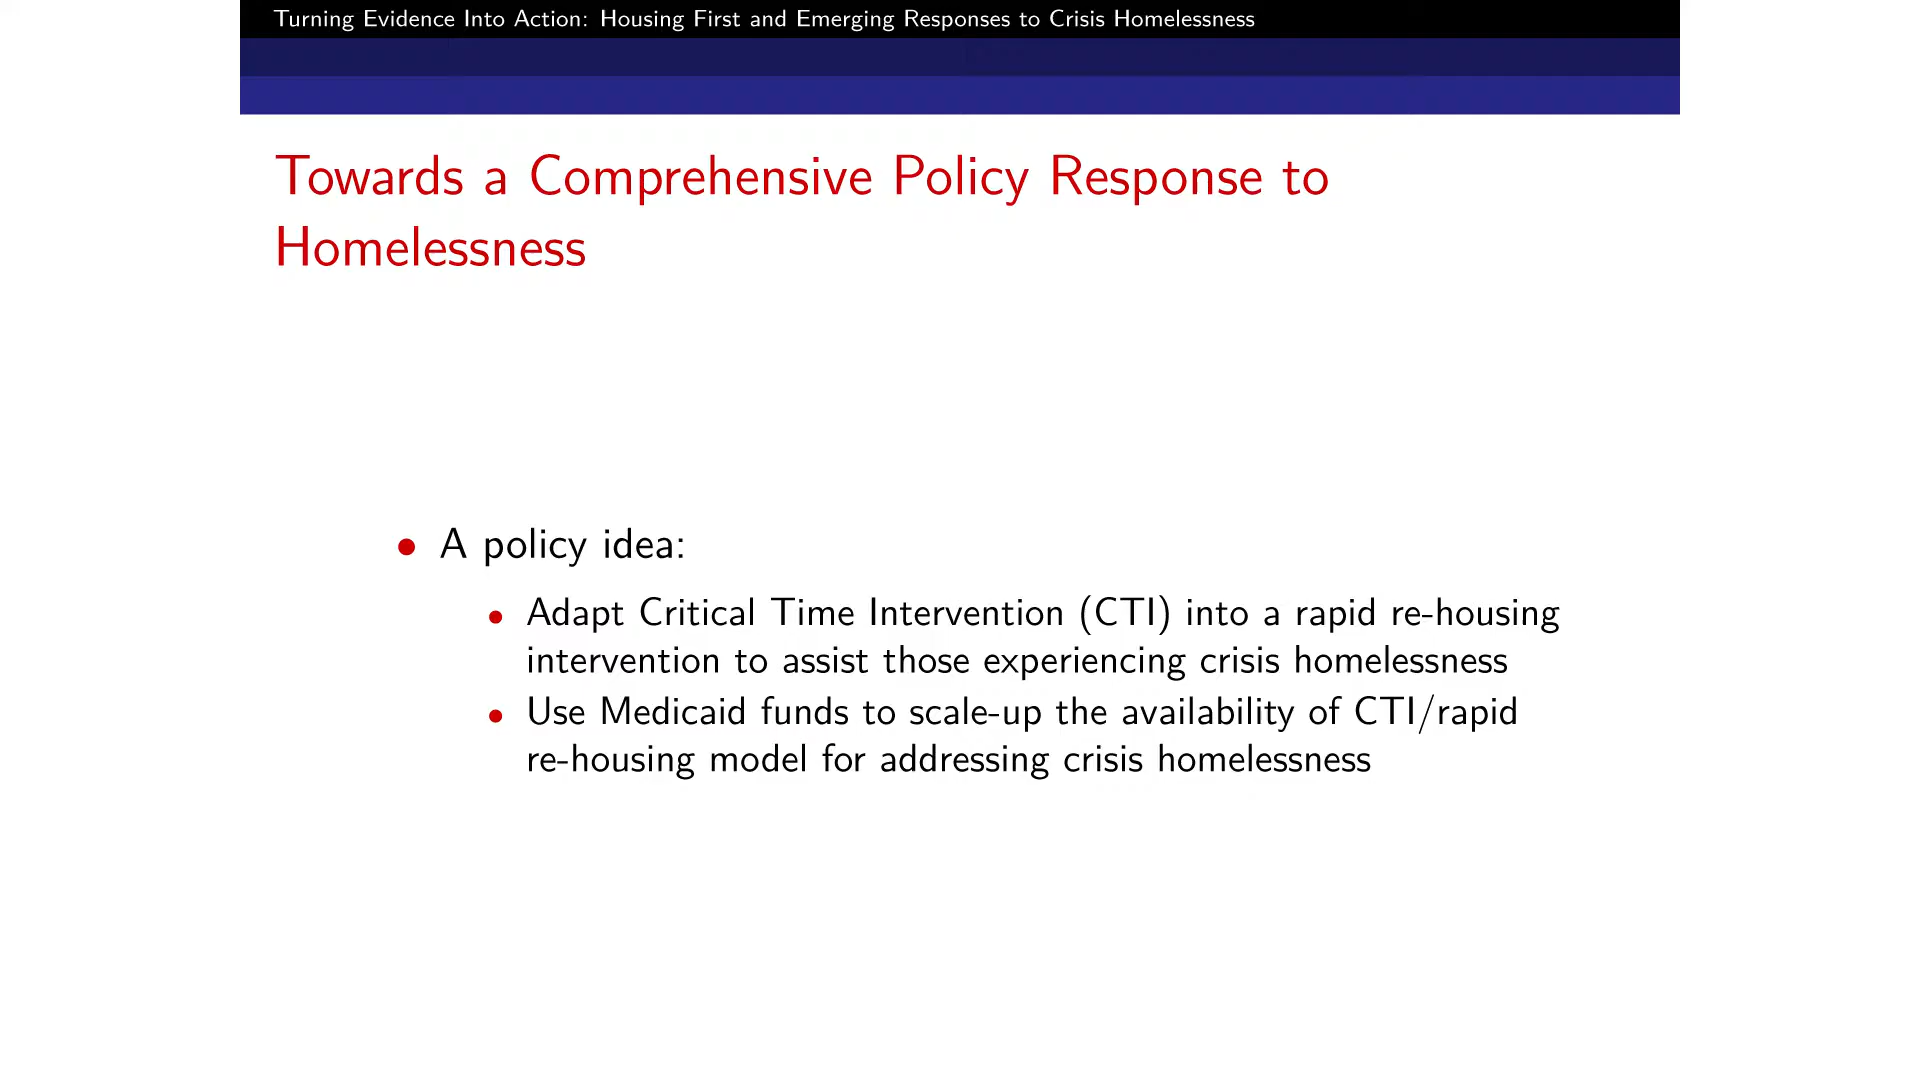 Turning Evidence Into Action: Housing First and Emerging Responses to Crisis Homelessness
Towards a Comprehensive Policy Response to
Homelessness
• A policy idea:
• Adapt Critical Time Intervention (CTI) into a rapid re-housing
intervention to assist those experiencing crisis homelessness
• Use Medicaid funds to scale-up the availability of CTI/rapid
re-housing model for addressing crisis homelessness